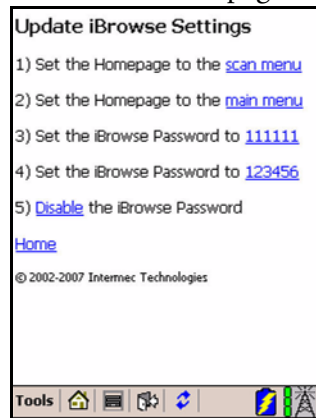 Update iBrowse Settings
1) Set the Homepage to the scan menu
2) Set the Homepage to the main menu
3) Set the iBrowse Password to 111111
4) Set the iBrowse Password to 123456
5) Disable the iBrowse Password
Home
© 2002-2007 Intermec Technologies
Tools